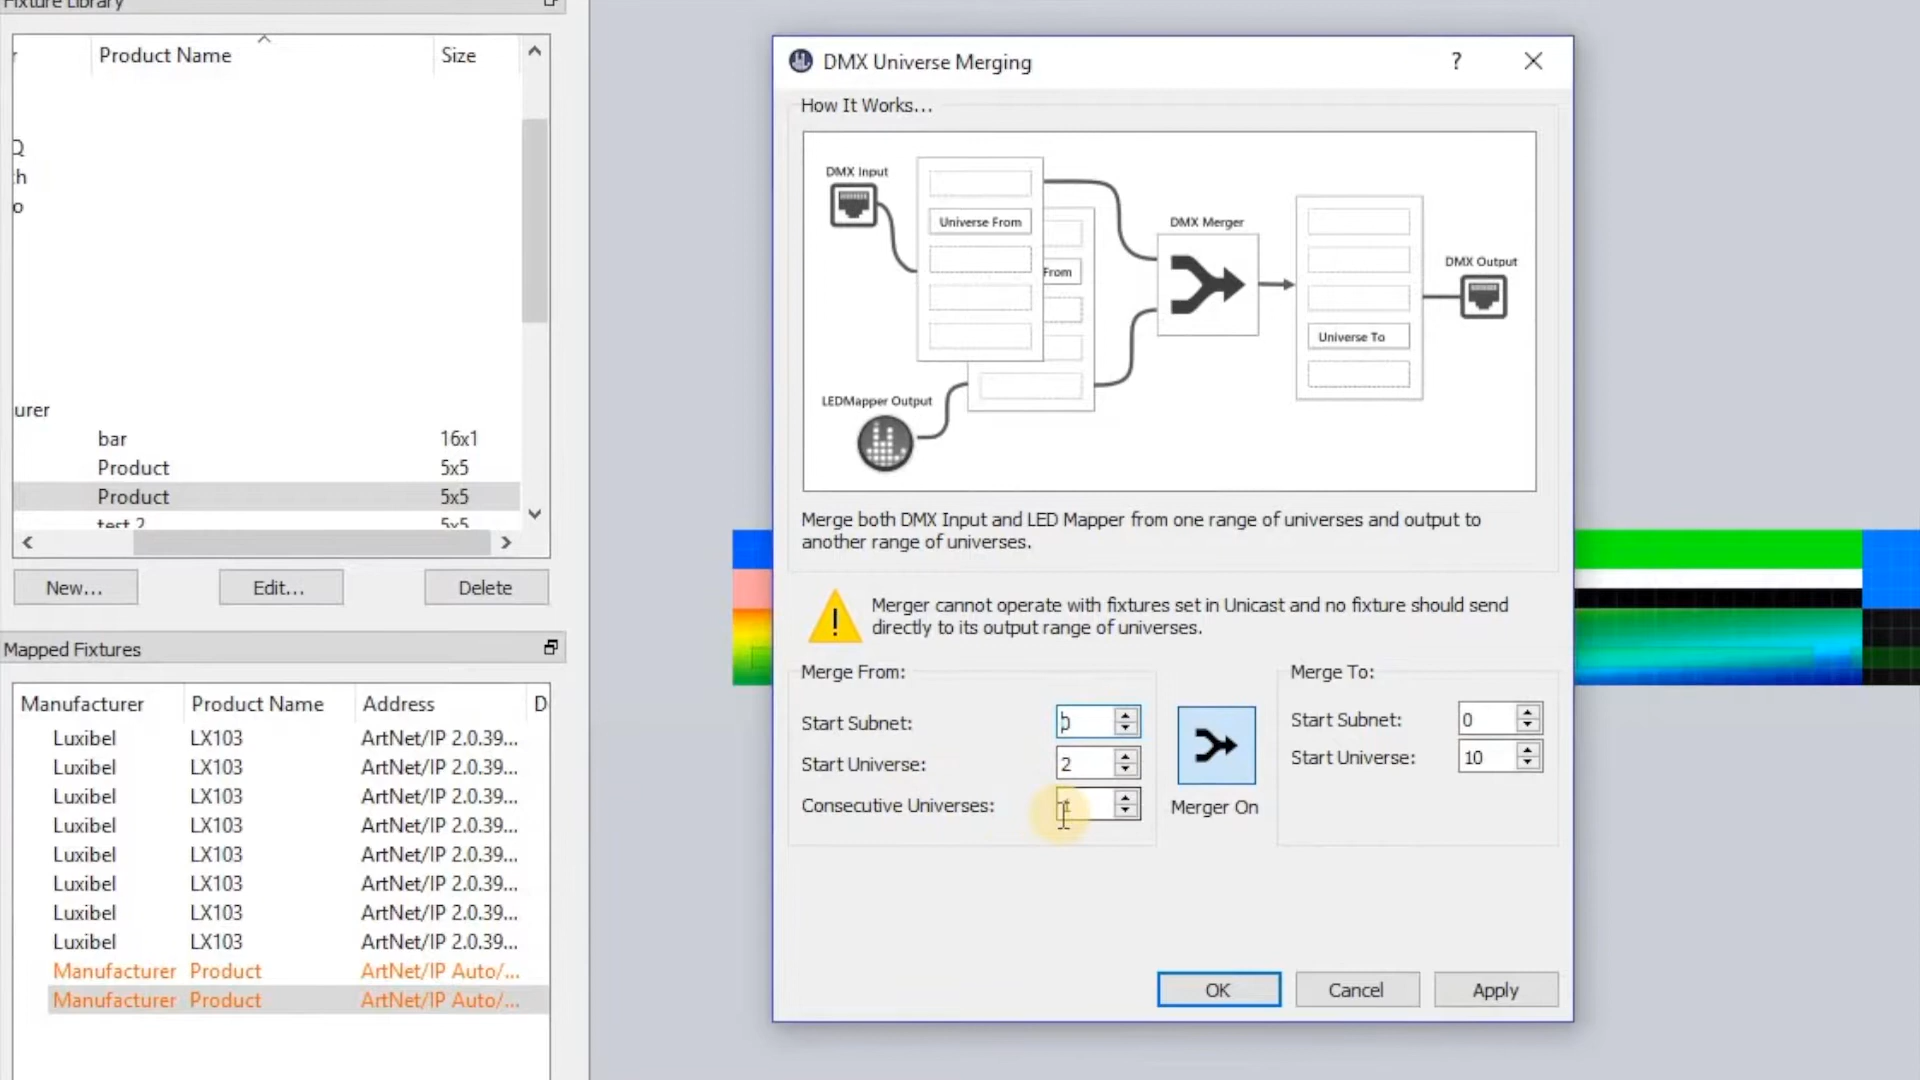 Fixture Library
Product Name Size
Q
h
o
urer
bar 16x1
Product 5x5
Product 5x5
test 2 5x5
New... Edit... Delete
Mapped Fixtures
Manufacturer Product Name Address D
Luxibel LX103 ArtNet/IP 2.0.39...
Luxibel LX103 ArtNet/IP 2.0.39...
Luxibel LX103 ArtNet/IP 2.0.39...
Luxibel LX103 ArtNet/IP 2.0.39...
Luxibel LX103 ArtNet/IP 2.0.39...
Luxibel LX103 ArtNet/IP 2.0.39...
Luxibel LX103 ArtNet/IP 2.0.39...
Luxibel LX103 ArtNet/IP 2.0.39...
Manufacturer Product ArtNet/IP Auto/...
Manufacturer Product ArtNet/IP Auto/...
DMX Universe Merging ?
How It Works...
DMX Input
Universe From
From
DMX Merger
DMX Output
Universe To
LEDMapper Output
Merge both DMX Input and LED Mapper from one range of universes and output to
another range of universes.
Merger cannot operate with fixtures set in Unicast and no fixture should send
directly to its output range of universes.
Merge From:
Start Subnet: 0
Start Universe: 2
Consecutive Universes:
Merger On
Merge To:
Start Subnet: 0
Start Universe: 10
OK Cancel Apply